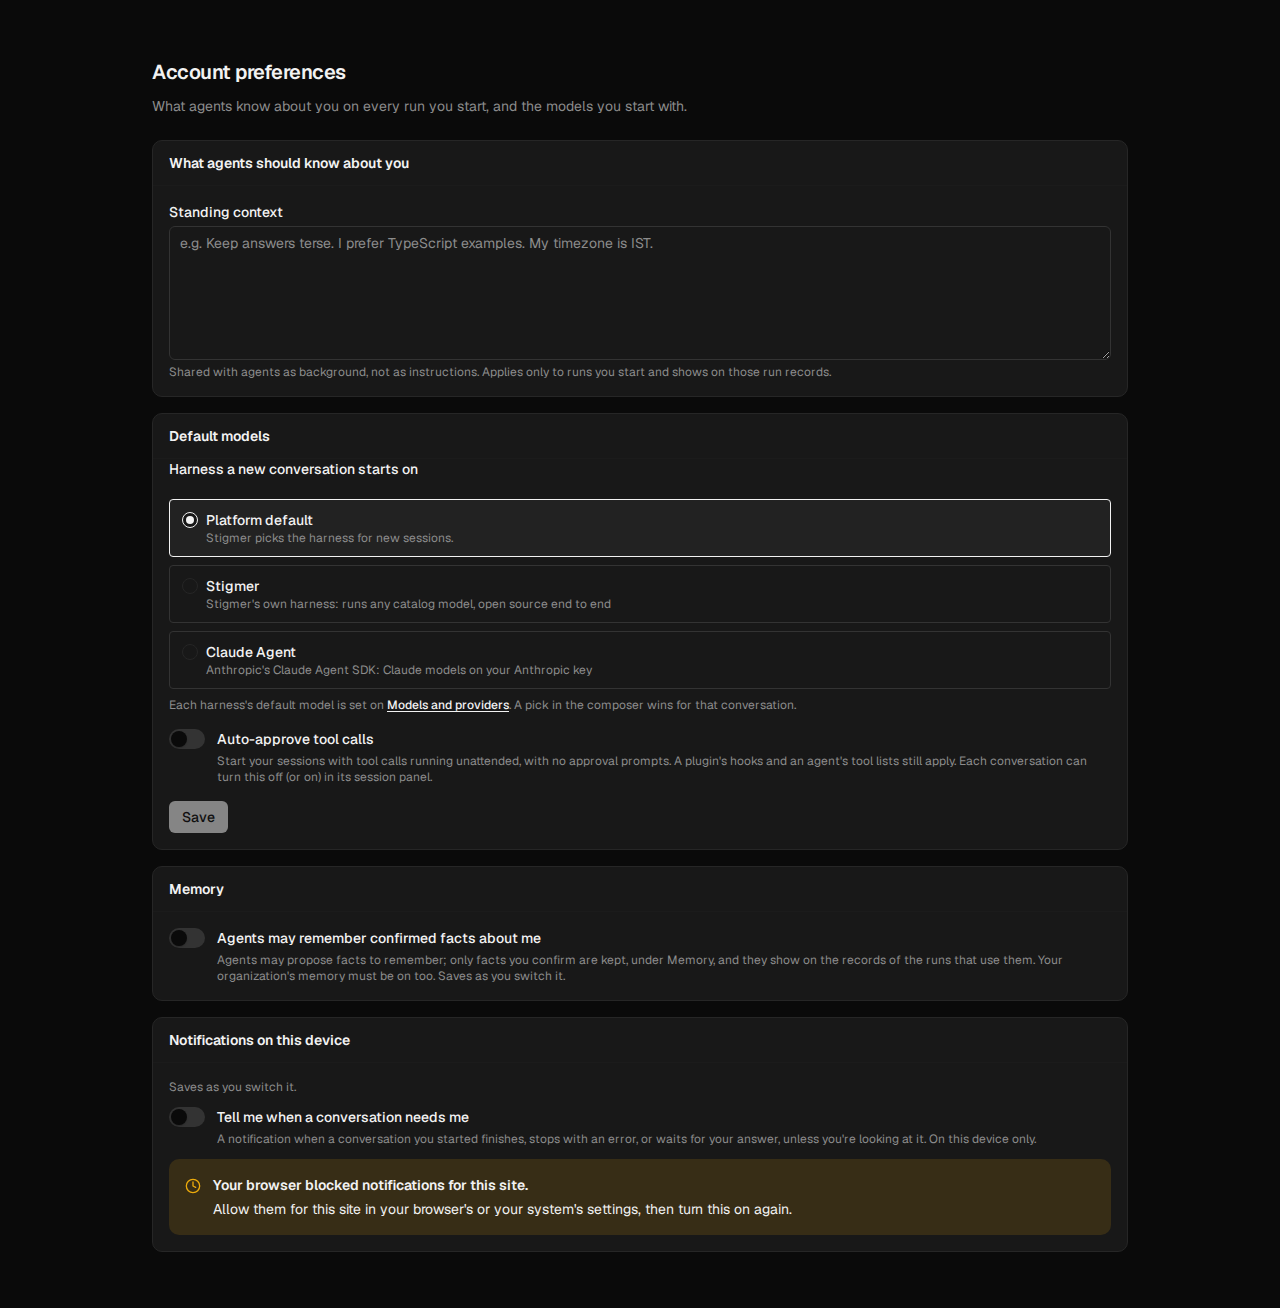 Account preferences
What agents know about you on every run you start, and the models you start with.
What agents should know about you
Standing context
e.g. Keep answers terse. I prefer TypeScript examples. My timezone is IST.
Shared with agents as background, not as instructions. Applies only to runs you start and shows on those run records.
Default models
Harness a new conversation starts on
Platform default
Stigmer picks the harness for new sessions.
Stigmer
Stigmer's own harness: runs any catalog model, open source end to end
Claude Agent
Anthropic's Claude Agent SDK: Claude models on your Anthropic key
Each harness's default model is set on Models and providers. A pick in the composer wins for that conversation.
Auto-approve tool calls
Start your sessions with tool calls running unattended, with no approval prompts. A plugin's hooks and an agent's tool lists still apply. Each conversation can
turn this off (or on) in its session panel.
Save
Memory
Agents may remember confirmed facts about me
Agents may propose facts to remember; only facts you confirm are kept, under Memory, and they show on the records of the runs that use them. Your
organization's memory must be on too. Saves as you switch it.
Notifications on this device
Saves as you switch it.
Tell me when a conversation needs me
A notification when a conversation you started finishes, stops with an error, or waits for your answer, unless you're looking at it. On this device only.
Your browser blocked notifications for this site.
Allow them for this site in your browser's or your system's settings, then turn this on again.